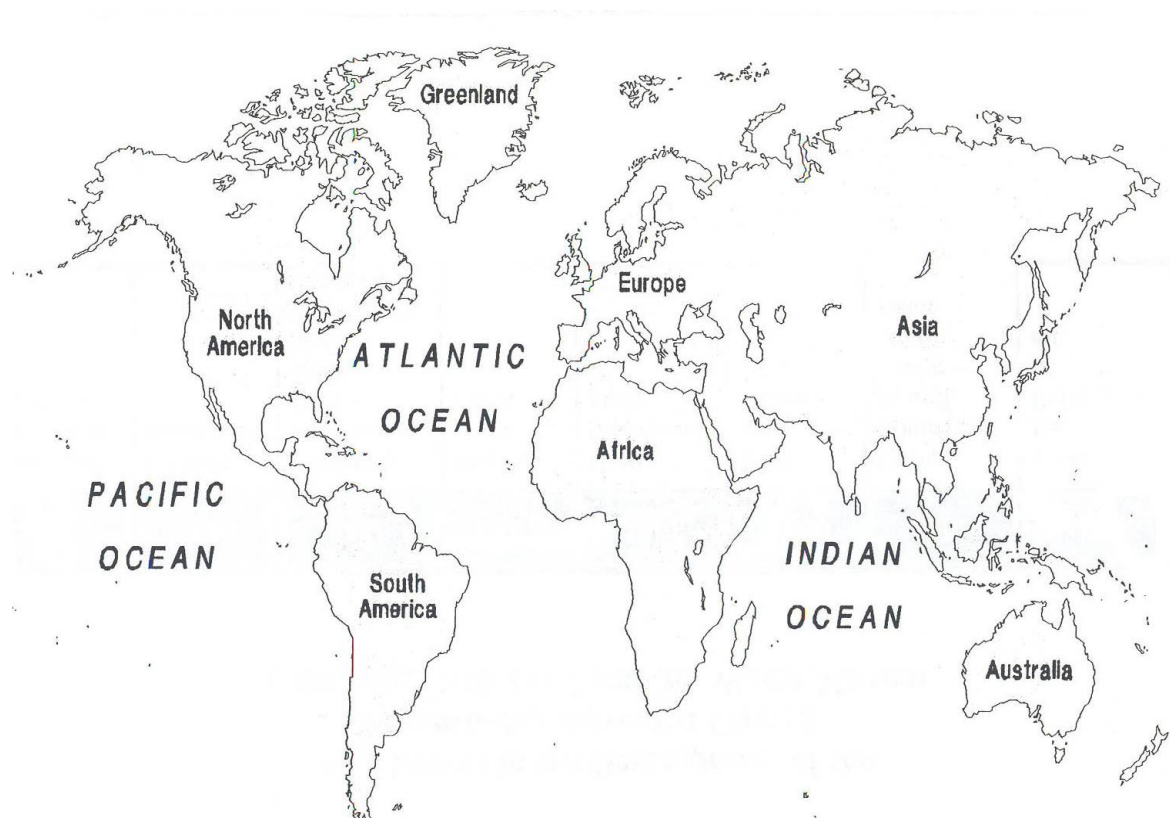 Greenland
Europe
North
America
Asia
ATLANTIC
OCEAN
Africa
PACIFIC
OCEAN
INDIAN
OCEAN
South
America
Australia